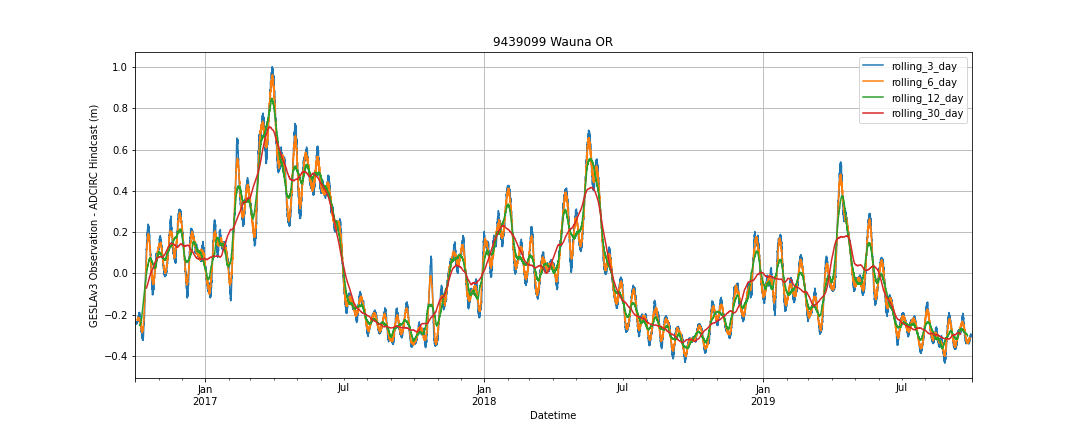 9439099 Wauna OR
GESLAv3 Observation - ADCIRC Hindcast (m)
1.0
0.8
0.6
0.4
0.2
0.0
−0.2
−0.4
rolling_3_day
rolling_6_day
rolling_12_day
rolling_30_day
Jan
2017
Jul
Jan
2018
Jul
Jan
2019
Jul
Datetime